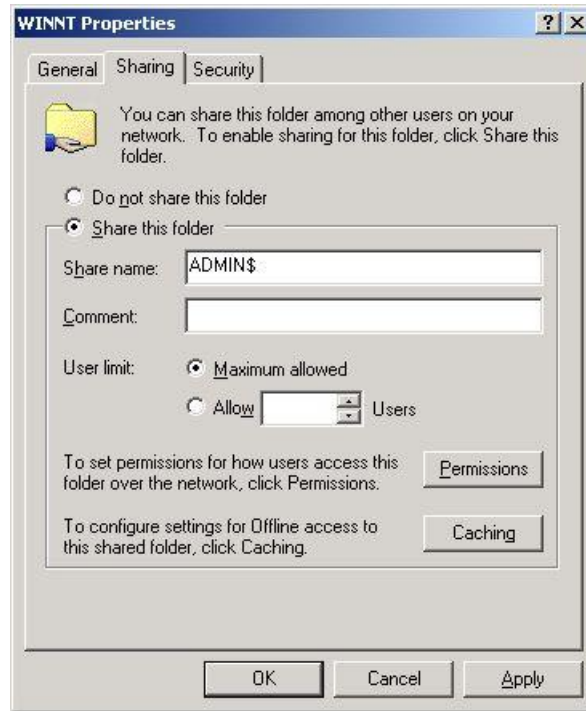 WINNT Properties
General Sharing Security
You can share this folder among other users on your
network. To enable sharing for this folder, click Share this
folder.
Do not share this folder
Share this folder
Share name: ADMIN$
Comment:
User limit: Maximum allowed
Allow Users
To set permissions for how users access this
folder over the network, click Permissions.
Permissions
To configure settings for Offline access to
this shared folder, click Caching.
Caching
OK Cancel Apply